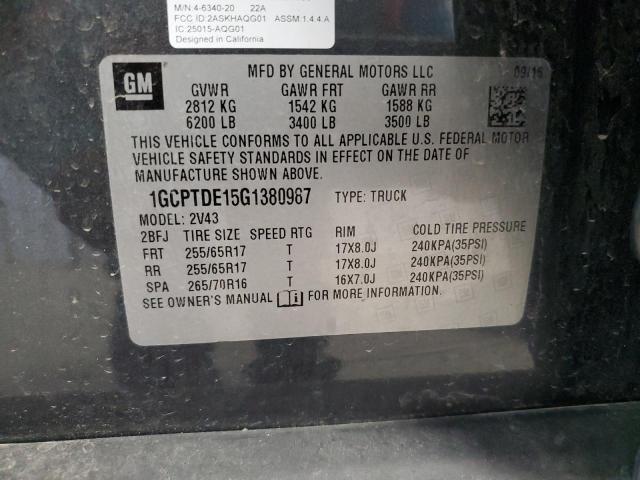 M/N:4-6340-20 22A
FCC ID:2ASKHAQG01 ASSM:1.4.4.A
IC:25015-AQG01
Designed in California
GM
MFD BY GENERAL MOTORS LLC 09/16
GVWR GAWR FRT GAWR RR
2812 KG 1542 KG 1588 KG
6200 LB 3400 LB 3500 LB
THIS VEHICLE CONFORMS TO ALL APPLICABLE U.S. FEDERAL MOTOR
VEHICLE SAFETY STANDARDS IN EFFECT ON THE DATE OF
MANUFACTURE SHOWN ABOVE.
1GCPTDE15G1380967 TYPE: TRUCK
MODEL: 2V43
2BFJ TIRE SIZE SPEED RTG RIM COLD TIRE PRESSURE
FRT 255/65R17 T 17X8.0J 240KPA(35PSI)
RR 255/65R17 T 17X8.0J 240KPA(35PSI)
SPA 265/70R16 T 16X7.0J 240KPA(35PSI)
SEE OWNER'S MANUAL FOR MORE INFORMATION.